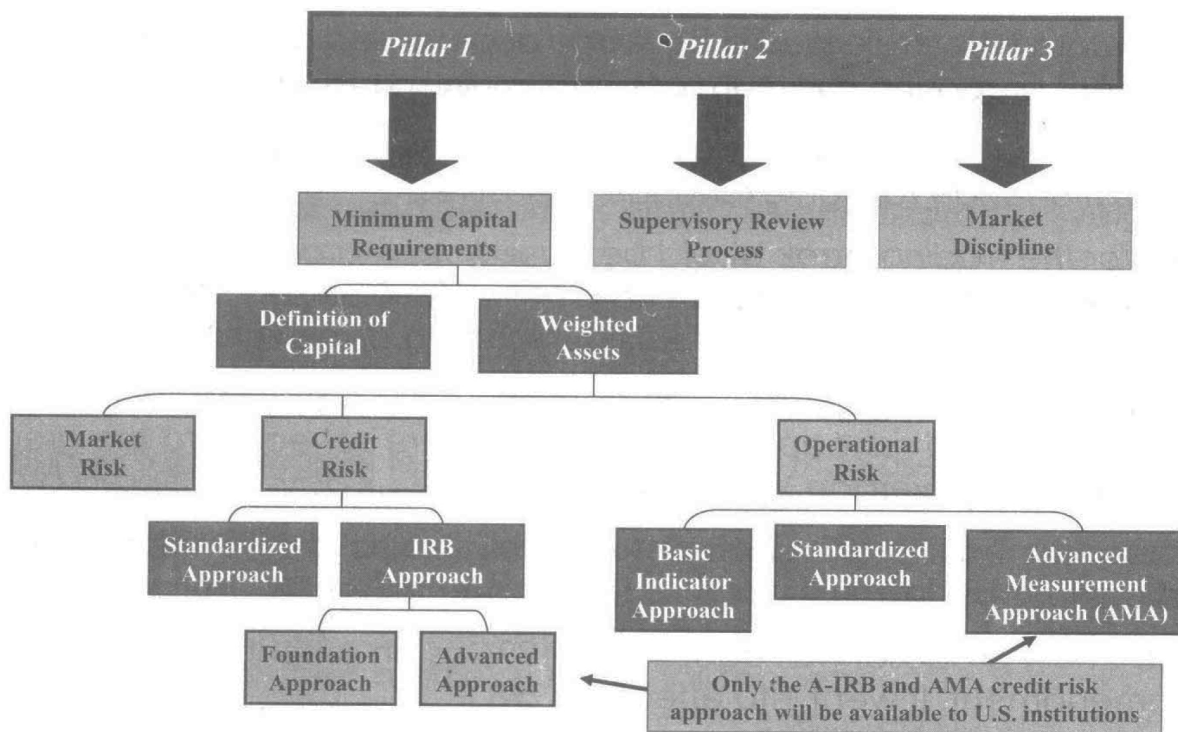 Pillar 1
Pillar 2
Pillar 3
Minimum Capital
Requirements
Supervisory Review
Process
Market
Discipline
Definition of
Capital
Weighted
Assets
Market
Risk
Credit
Risk
Operational
Risk
Standardized
Approach
IRB
Approach
Basic
Indicator
Approach
Standardized
Approach
Advanced
Measurement
Approach (AMA)
Foundation
Approach
Advanced
Approach
Only the A-IRB and AMA credit risk
approach will be available to U.S. institutions